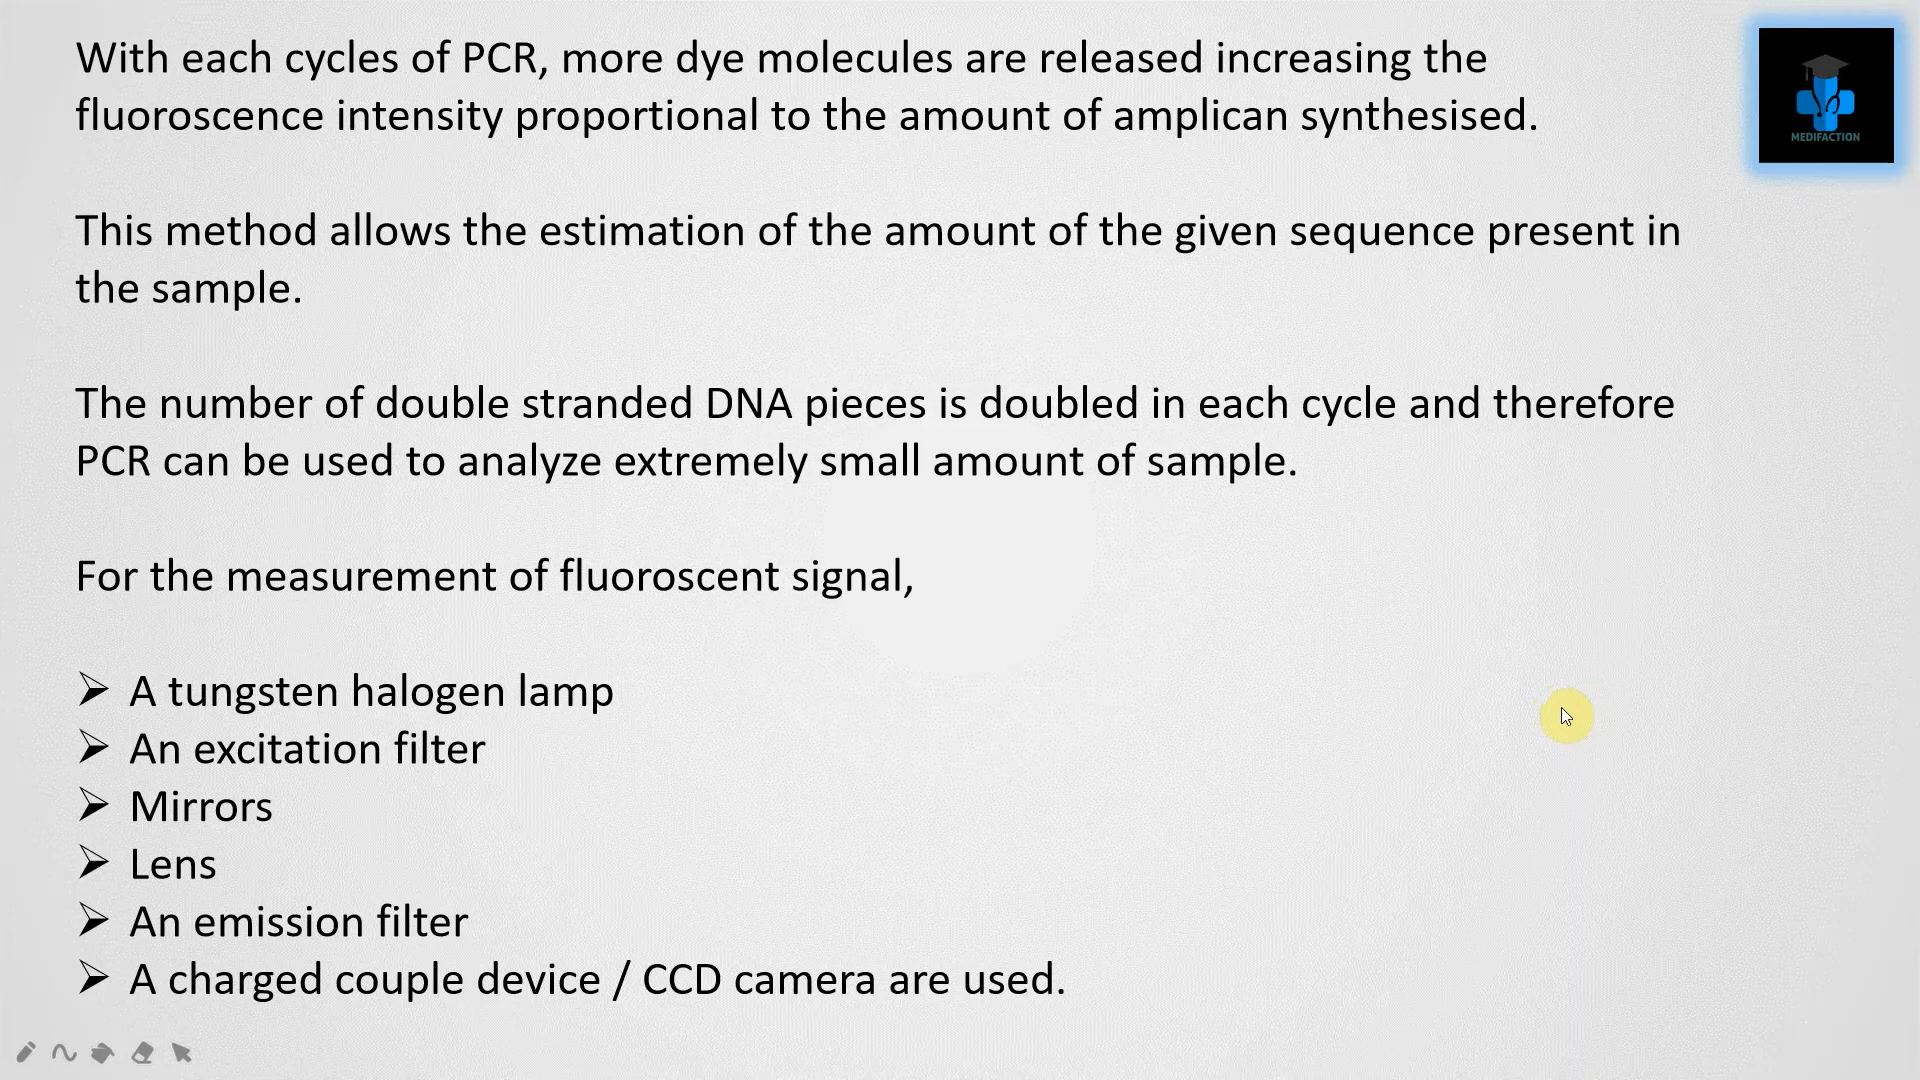 With each cycles of PCR, more dye molecules are released increasing the
fluoroscence intensity proportional to the amount of amplican synthesised.
MEDIFACTION
This method allows the estimation of the amount of the given sequence present in
the sample.
The number of double stranded DNA pieces is doubled in each cycle and therefore
PCR can be used to analyze extremely small amount of sample.
For the measurement of fluoroscent signal,
➢ A tungsten halogen lamp
➢ An excitation filter
➢ Mirrors
➢ Lens
➢ An emission filter
➢ A charged couple device / CCD camera are used.